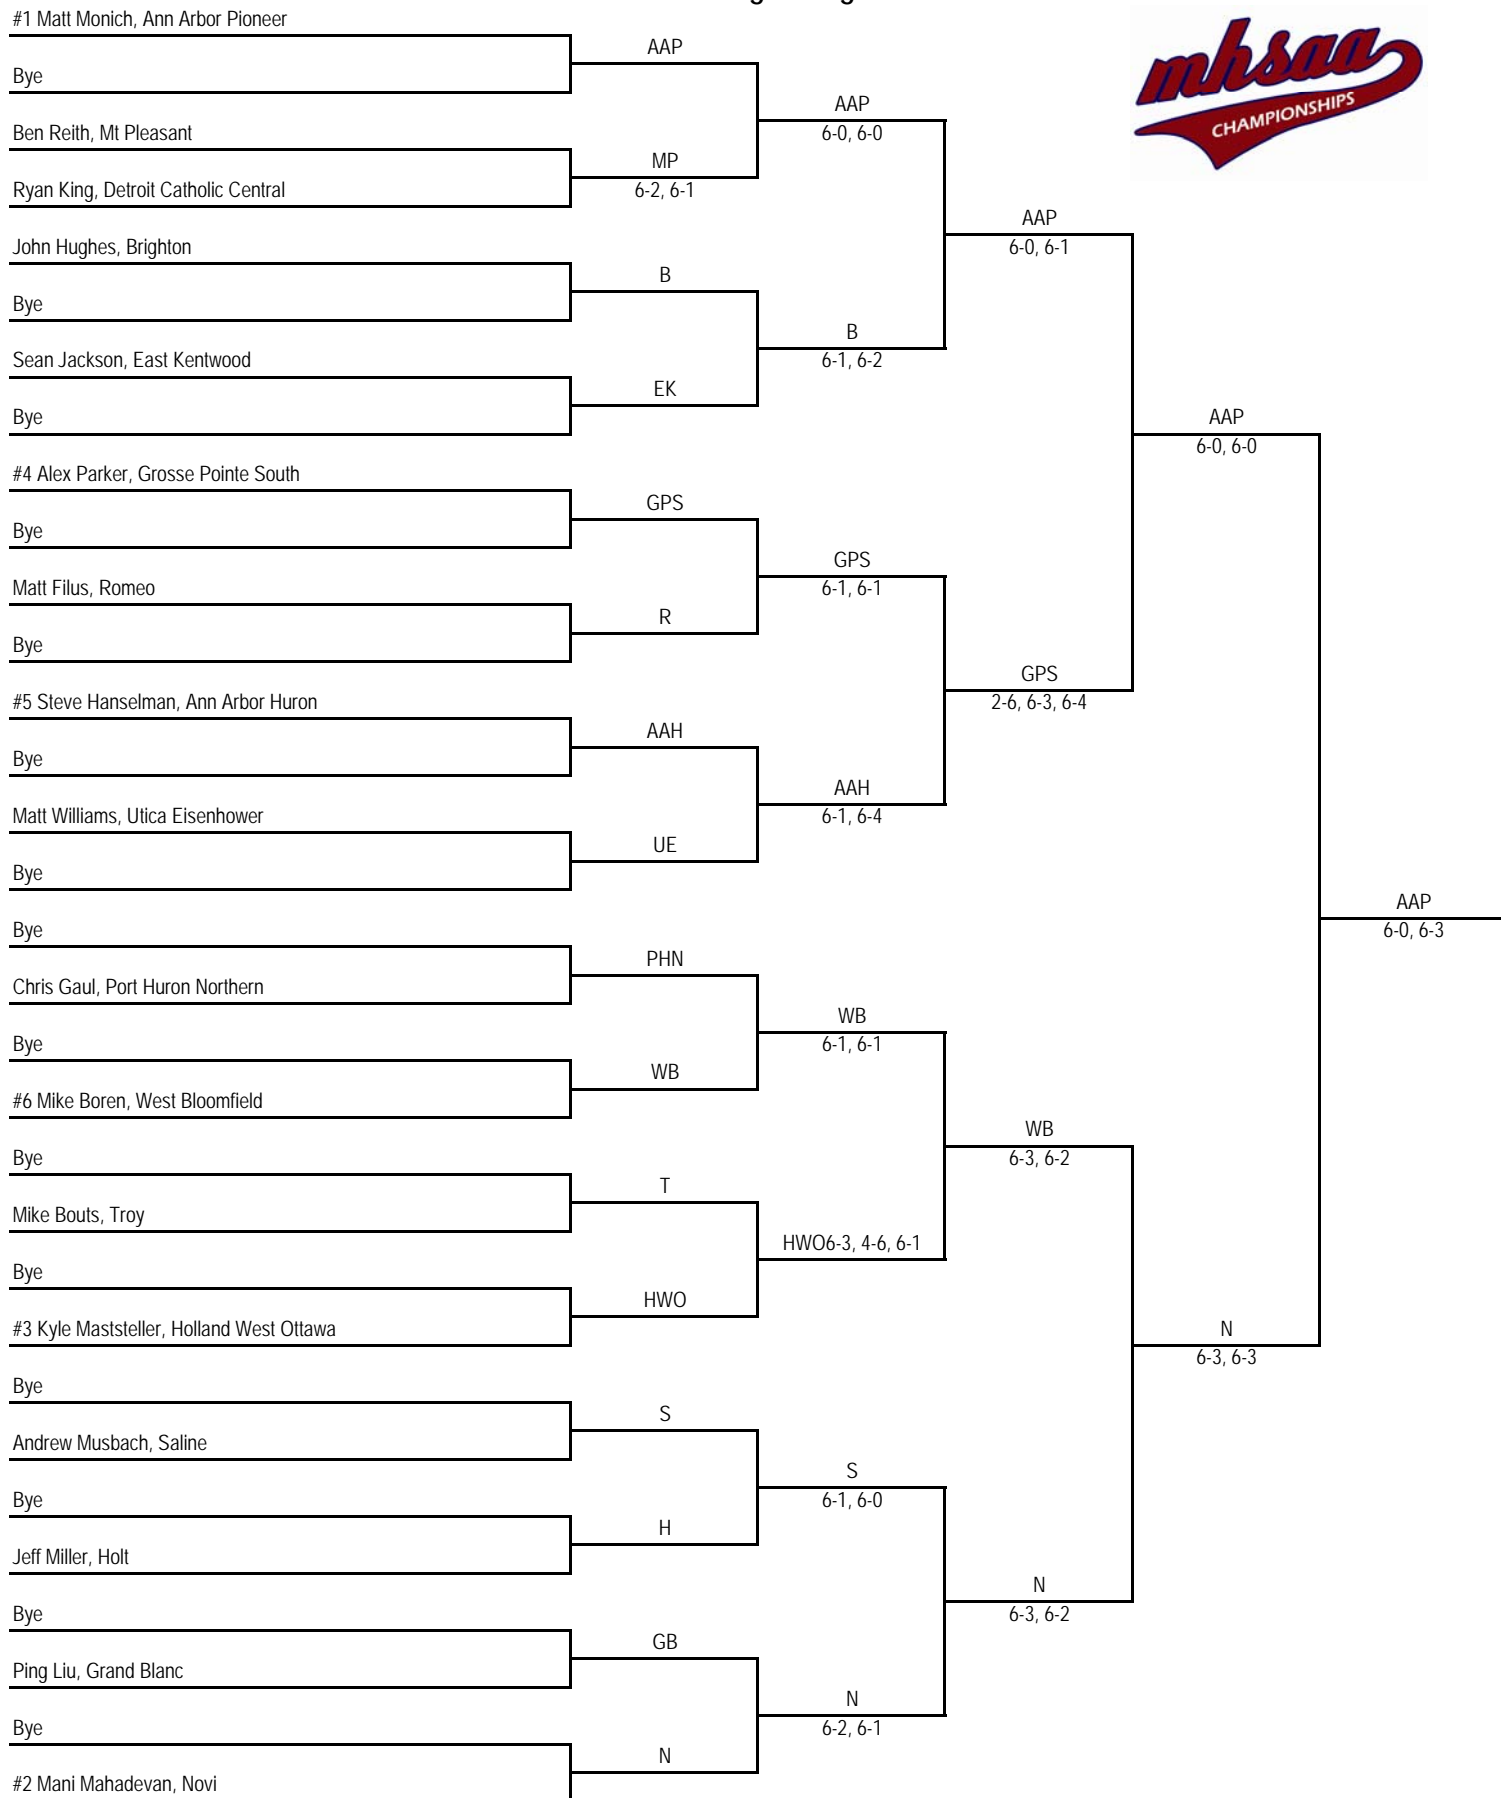 #1 Matt Monich, Ann Arbor Pioneer
AAP
Bye
AAP
6-0, 6-0
Ben Reith, Mt Pleasant
MP
6-2, 6-1
Ryan King, Detroit Catholic Central
AAP
6-0, 6-1
John Hughes, Brighton
B
Bye
B
6-1, 6-2
Sean Jackson, East Kentwood
EK
Bye
AAP
6-0, 6-0
#4 Alex Parker, Grosse Pointe South
GPS
Bye
GPS
6-1, 6-1
Matt Filus, Romeo
R
Bye
GPS
2-6, 6-3, 6-4
#5 Steve Hanselman, Ann Arbor Huron
AAH
Bye
AAH
6-1, 6-4
Matt Williams, Utica Eisenhower
UE
Bye
AAP
6-0, 6-3
Bye
PHN
Chris Gaul, Port Huron Northern
WB
6-1, 6-1
Bye
WB
#6 Mike Boren, West Bloomfield
WB
6-3, 6-2
Bye
T
Mike Bouts, Troy
HWO6-3, 4-6, 6-1
Bye
HWO
#3 Kyle Maststeller, Holland West Ottawa
N
6-3, 6-3
Bye
S
Andrew Musbach, Saline
S
6-1, 6-0
Bye
H
Jeff Miller, Holt
N
6-3, 6-2
Bye
GB
Ping Liu, Grand Blanc
N
6-2, 6-1
Bye
N
#2 Mani Mahadevan, Novi
mhsaa
CHAMPIONSHIPS